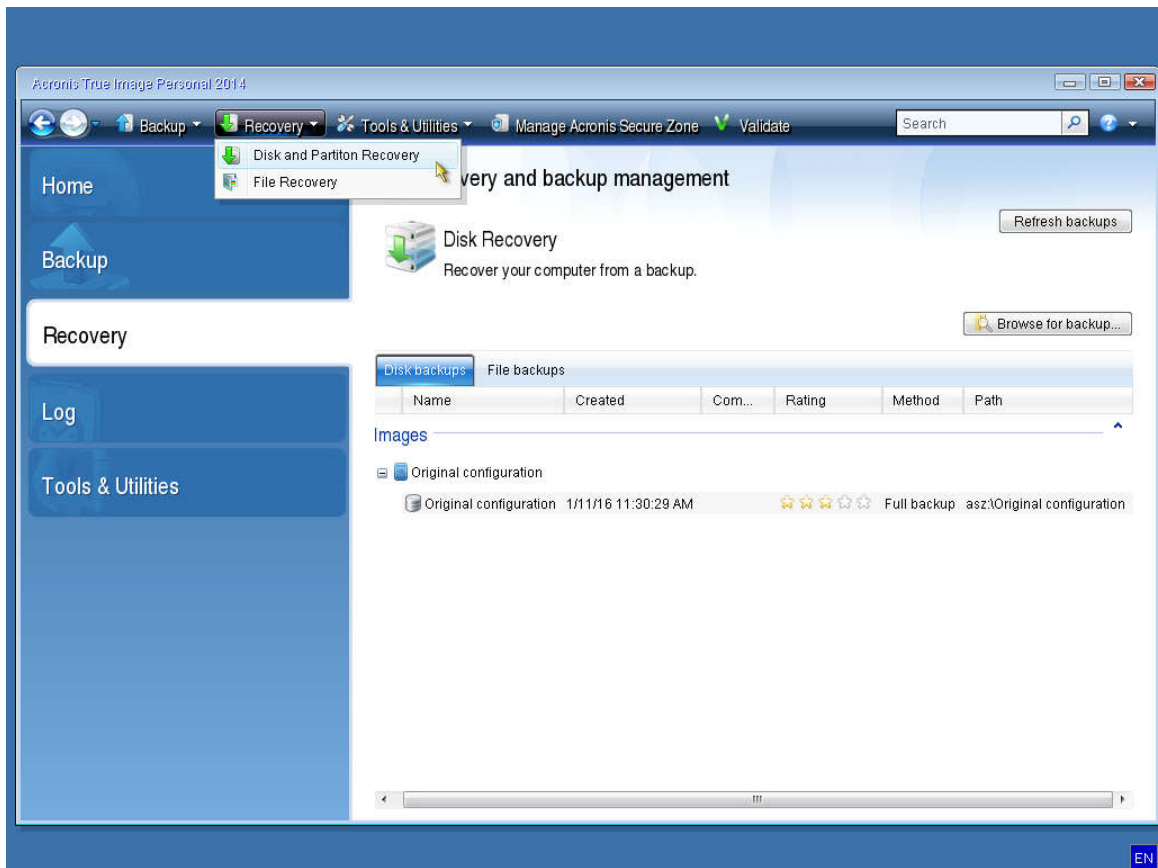 Acronis True Image Personal 2014
Backup
Recovery
Tools & Utilities
Manage Acronis Secure Zone
Validate
Search
Disk and Partiton Recovery
File Recovery
Home
Backup
Recovery
Log
Tools & Utilities
very and backup management
Refresh backups
Disk Recovery
Recover your computer from a backup.
Browse for backup...
Disk backups File backups
Name Created Com... Rating Method Path
Images
Original configuration
Original configuration 1/11/16 11:30:29 AM Full backup asz:\Original configuration
EN